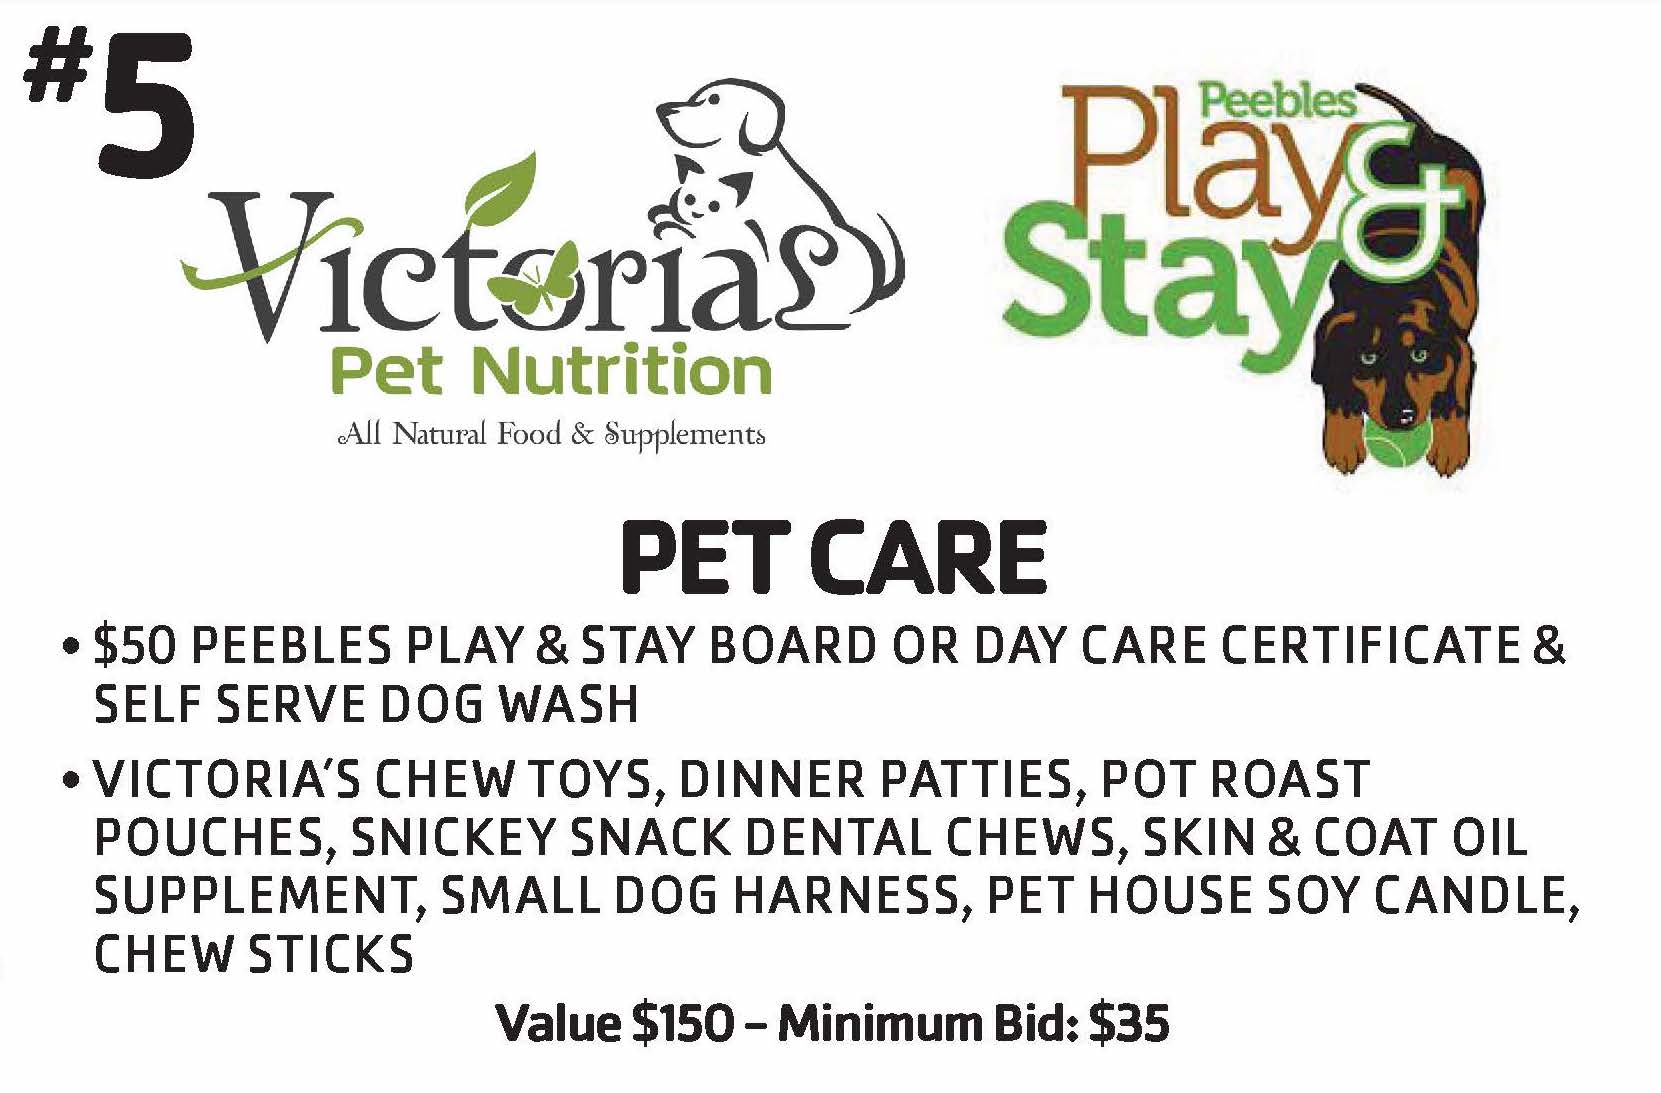 #5
Victoria's
Pet Nutrition
All Natural Food & Supplements
Peebles
Play &
Stay
PET CARE
• $50 PEEBLES PLAY & STAY BOARD OR DAY CARE CERTIFICATE &
SELF SERVE DOG WASH
• VICTORIA'S CHEW TOYS, DINNER PATTIES, POT ROAST
POUCHES, SNICKEY SNACK DENTAL CHEWS, SKIN & COAT OIL
SUPPLEMENT, SMALL DOG HARNESS, PET HOUSE SOY CANDLE,
CHEW STICKS
Value $150 – Minimum Bid: $35